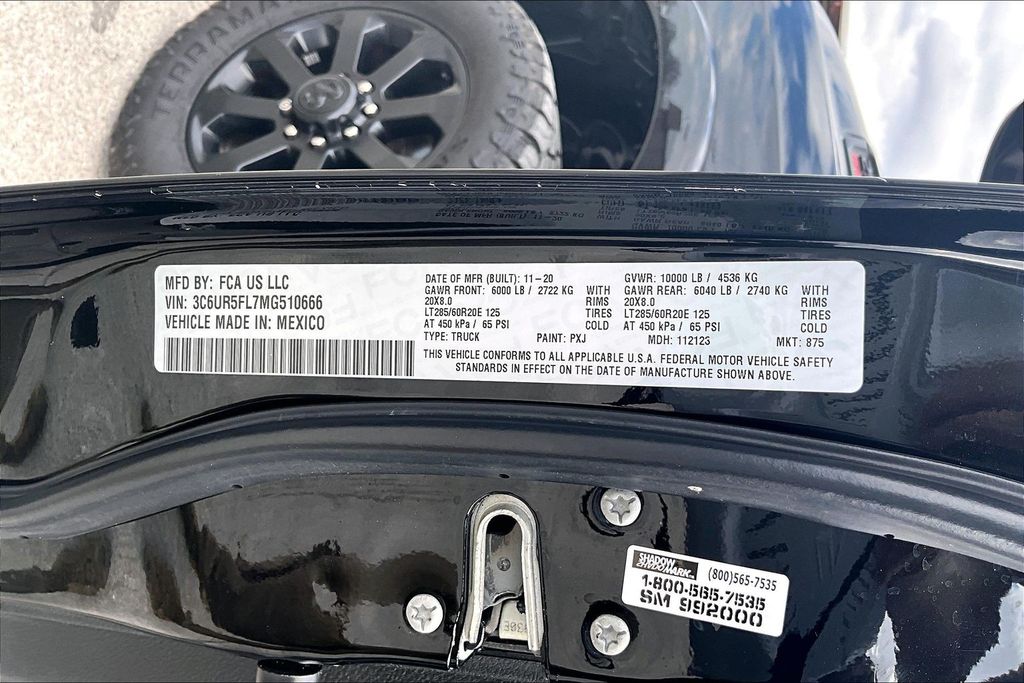 TERRAMA
MFD BY: FCA US LLC
VIN: 3C6UR5FL7MG510666
VEHICLE MADE IN: MEXICO
DATE OF MFR (BUILT): 11-20
GVWR: 10000 LB / 4536 KG
GAWR FRONT: 6000 LB / 2722 KG WITH
20X8.0 RIMS
LT285/60R20E 125 TIRES
AT 450 kPa / 65 PSI COLD
GAWR REAR: 6040 LB / 2740 KG WITH
20X8.0 RIMS
LT285/60R20E 125 TIRES
AT 450 kPa / 65 PSI COLD
TYPE: TRUCK PAINT: PXJ MDH: 112123 MKT: 875
THIS VEHICLE CONFORMS TO ALL APPLICABLE U.S.A. FEDERAL MOTOR VEHICLE SAFETY
STANDARDS IN EFFECT ON THE DATE OF MANUFACTURE SHOWN ABOVE.
SHADOW
MARK
(800)565-7535
1-800-565-7535
SM 992000